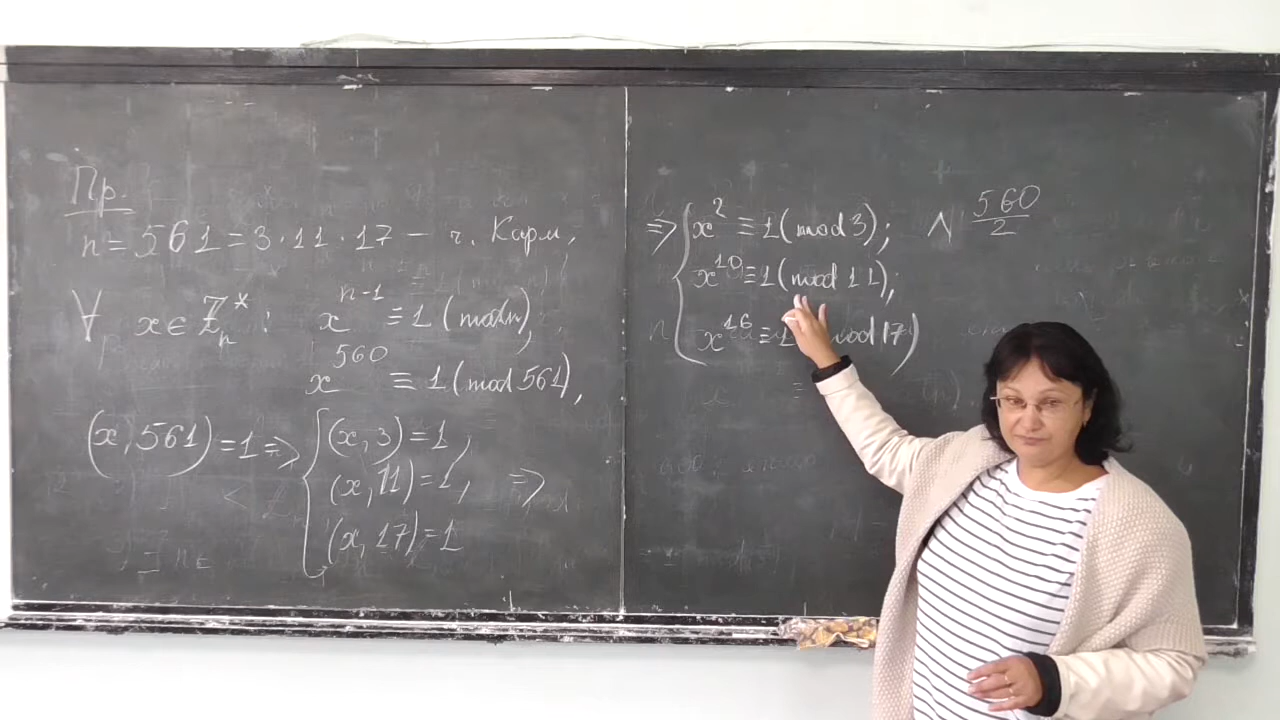 Пр.
n = 561 = 3 · 11 · 17 – ч. Карм,
∀ x ∈ Z*ₙ : xⁿ⁻¹ ≡ 1 (mod n),
x⁵⁶⁰ ≡ 1 (mod 561),
(x, 561) = 1 ⇒ { (x, 3) = 1,
(x, 11) = 1, ⇒
(x, 17) = 1
⇒ { x² ≡ 1 (mod 3); ∧ 560/2
x¹⁰ ≡ 1 (mod 11);
x¹⁶ ≡ 1 mod 17)